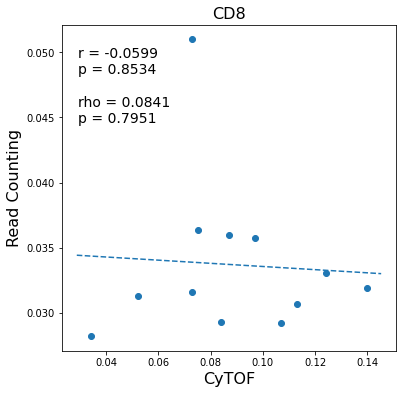 CD8
r = -0.0599
p = 0.8534
rho = 0.0841
p = 0.7951
Read Counting
0.050
0.045
0.040
0.035
0.030
0.04 0.06 0.08 0.10 0.12 0.14
CyTOF